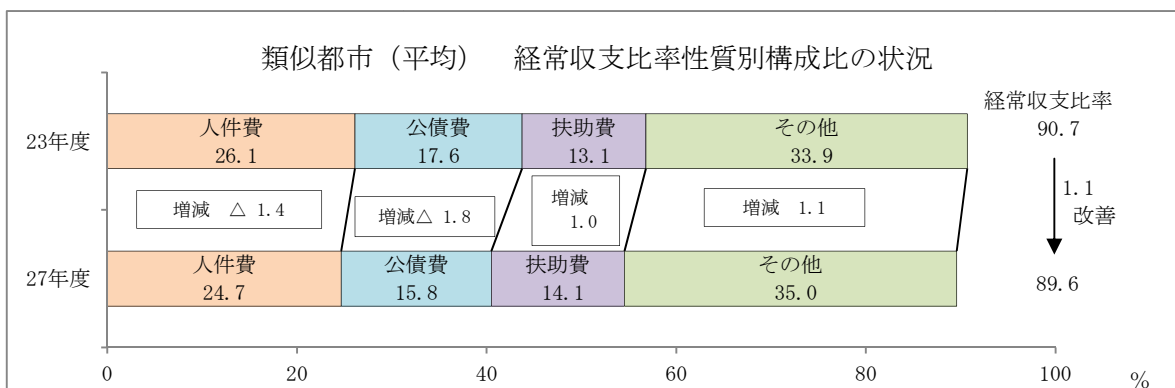 類似都市（平均）　経常収支比率性質別構成比の状況
経常収支比率
23年度
人件費
26.1
公債費
17.6
扶助費
13.1
その他
33.9
90.7
増減　△ 1.4
増減△ 1.8
増減
1.0
増減　1.1
1.1
改善
27年度
人件費
24.7
公債費
15.8
扶助費
14.1
その他
35.0
89.6
0 20 40 60 80 100 %